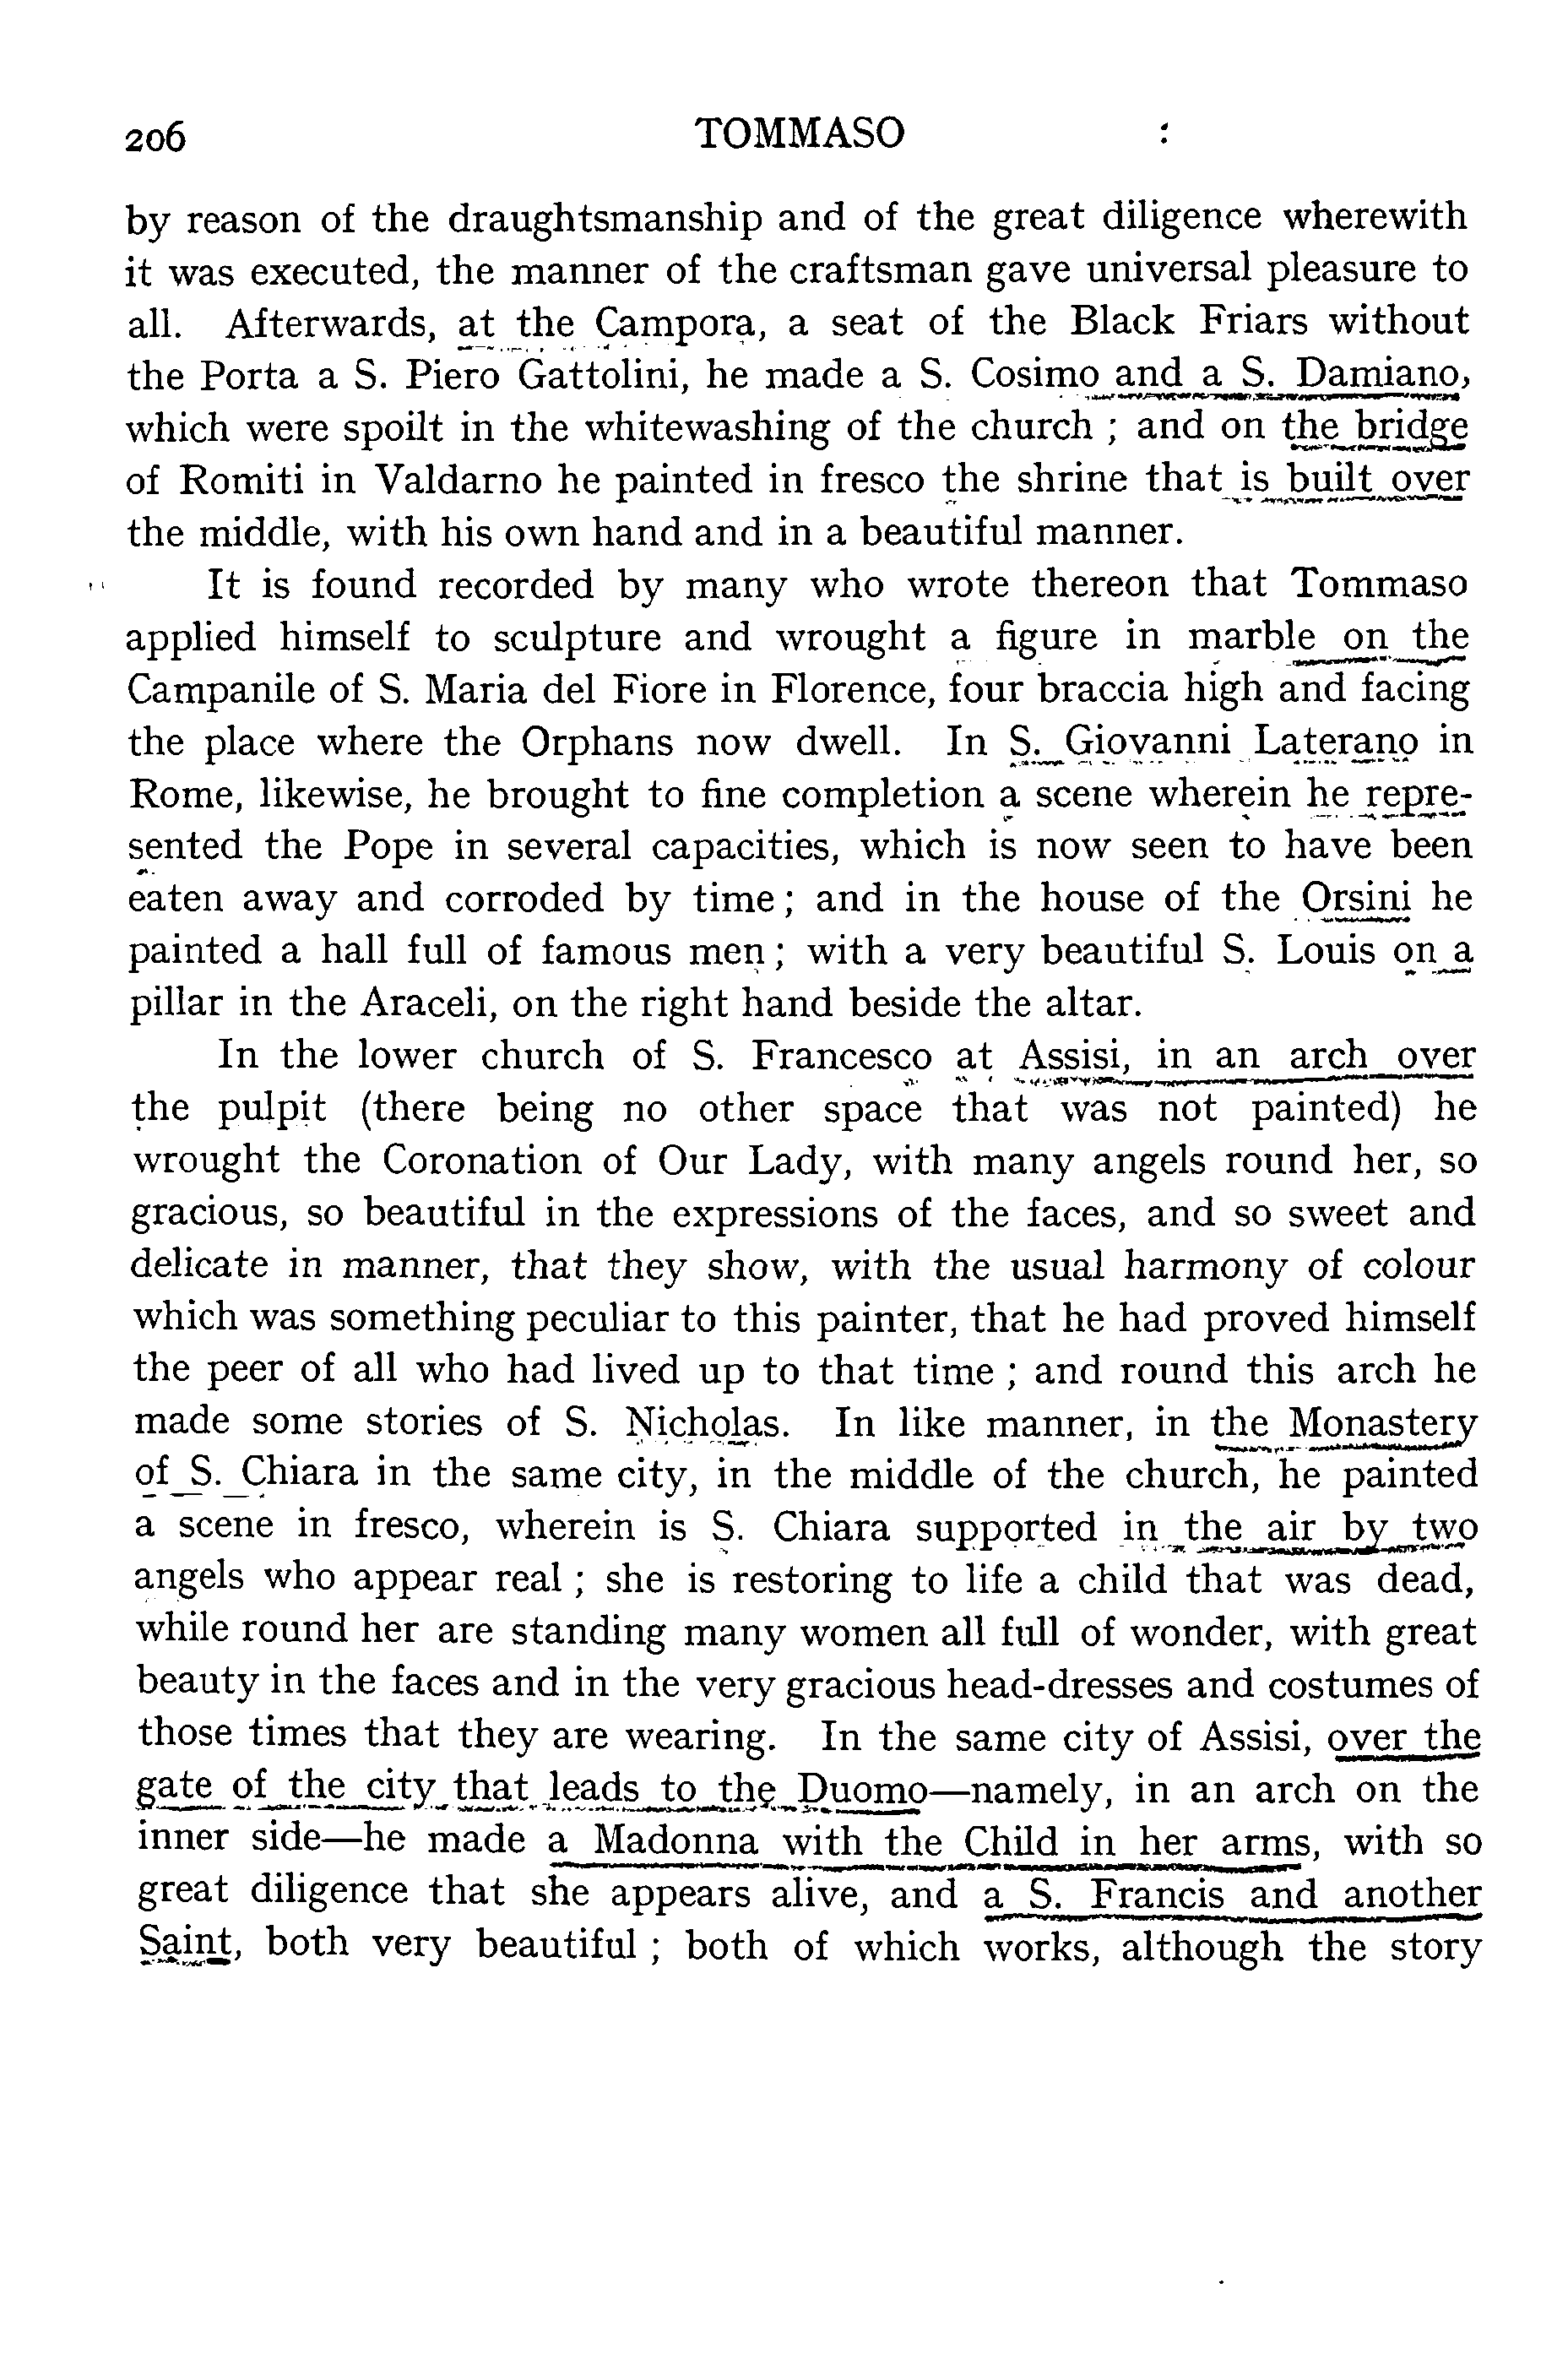 206
TOMMASO
by reason of the draughtsmanship and of the great diligence wherewith
it was executed, the manner of the craftsman gave universal pleasure to
all. Afterwards, at the Campora, a seat of the Black Friars without
the Porta a S. Piero Gattolini, he made a S. Cosimo and a S. Damiano,
which were spoilt in the whitewashing of the church ; and on the bridge
of Romiti in Valdarno he painted in fresco the shrine that is built over
the middle, with his own hand and in a beautiful manner.
It is found recorded by many who wrote thereon that Tommaso
applied himself to sculpture and wrought a figure in marble on the
Campanile of S. Maria del Fiore in Florence, four braccia high and facing
the place where the Orphans now dwell. In S. Giovanni Laterano in
Rome, likewise, he brought to fine completion a scene wherein he repre-
sented the Pope in several capacities, which is now seen to have been
eaten away and corroded by time ; and in the house of the Orsini he
painted a hall full of famous men ; with a very beautiful S. Louis on a
pillar in the Araceli, on the right hand beside the altar.
In the lower church of S. Francesco at Assisi, in an arch over
the pulpit (there being no other space that was not painted) he
wrought the Coronation of Our Lady, with many angels round her, so
gracious, so beautiful in the expressions of the faces, and so sweet and
delicate in manner, that they show, with the usual harmony of colour
which was something peculiar to this painter, that he had proved himself
the peer of all who had lived up to that time ; and round this arch he
made some stories of S. Nicholas. In like manner, in the Monastery
of S. Chiara in the same city, in the middle of the church, he painted
a scene in fresco, wherein is S. Chiara supported in the air by two
angels who appear real ; she is restoring to life a child that was dead,
while round her are standing many women all full of wonder, with great
beauty in the faces and in the very gracious head-dresses and costumes of
those times that they are wearing. In the same city of Assisi, over the
gate of the city that leads to the Duomo—namely, in an arch on the
inner side—he made a Madonna with the Child in her arms, with so
great diligence that she appears alive, and a S. Francis and another
Saint, both very beautiful ; both of which works, although the story